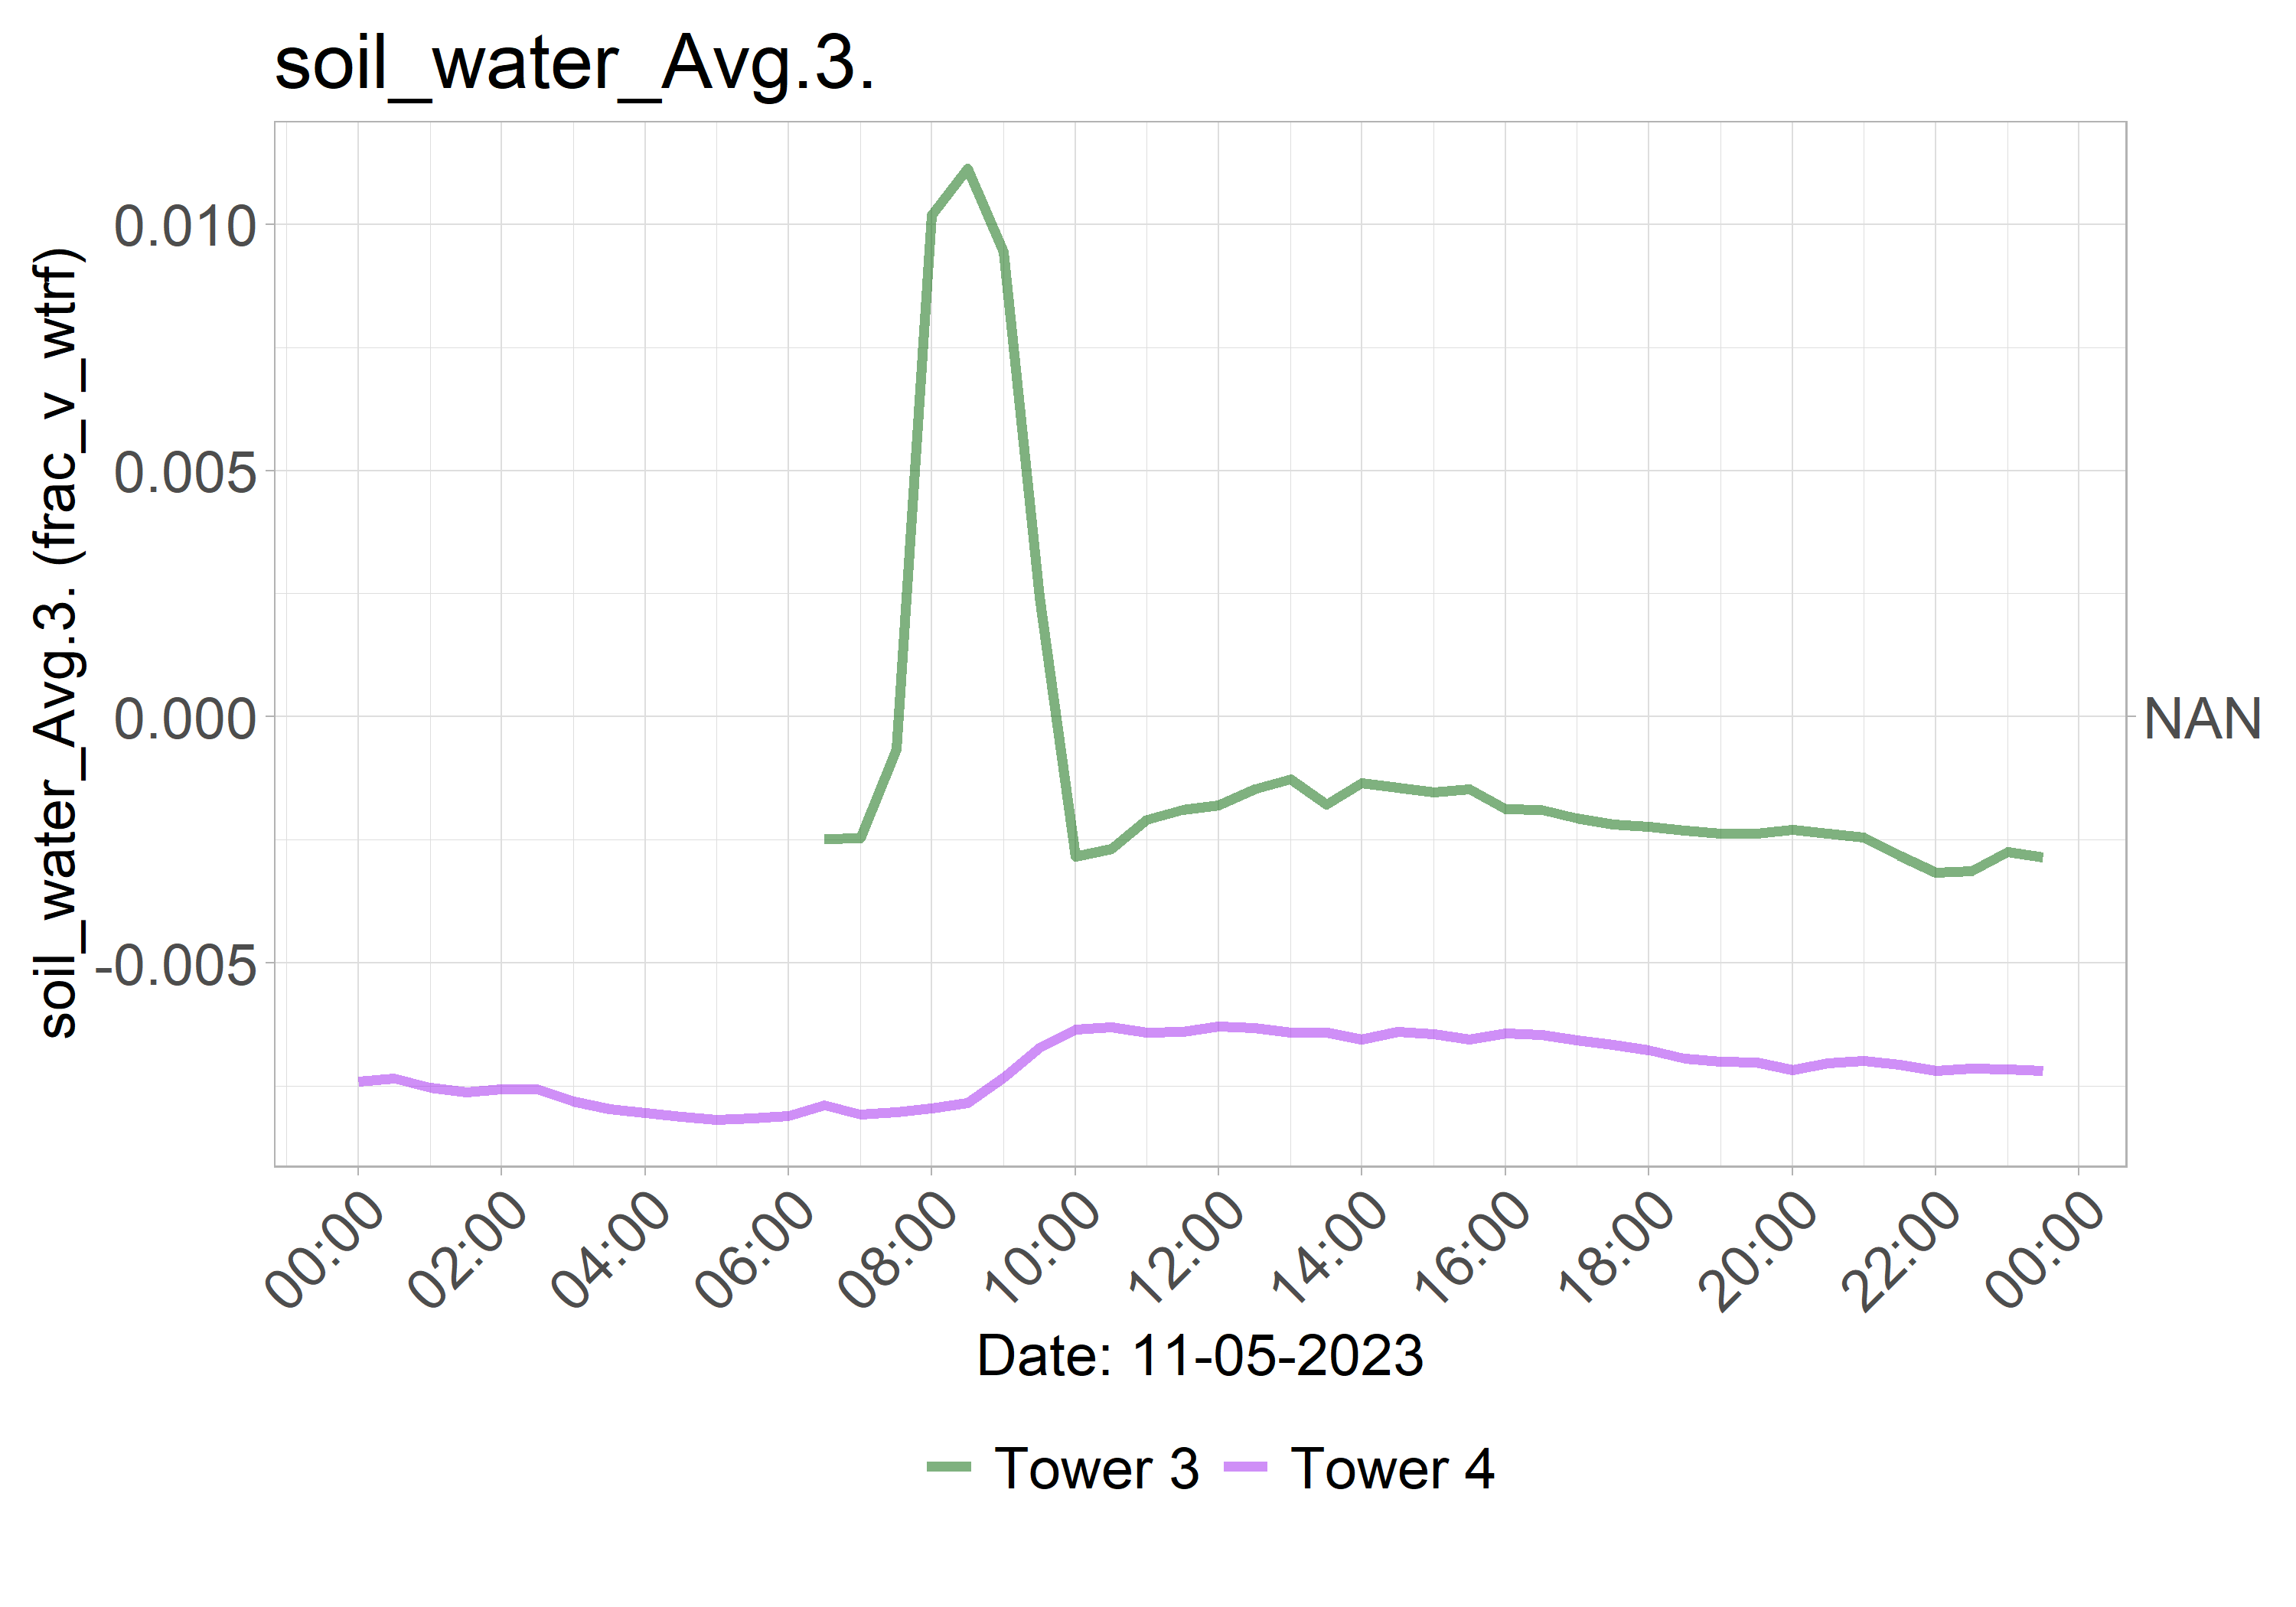 soil_water_Avg.3.
soil_water_Avg.3. (frac_v_wtrf)
0.010
0.005
0.000
-0.005
NAN
00:00
02:00
04:00
06:00
08:00
10:00
12:00
14:00
16:00
18:00
20:00
22:00
00:00
Date: 11-05-2023
Tower 3
Tower 4